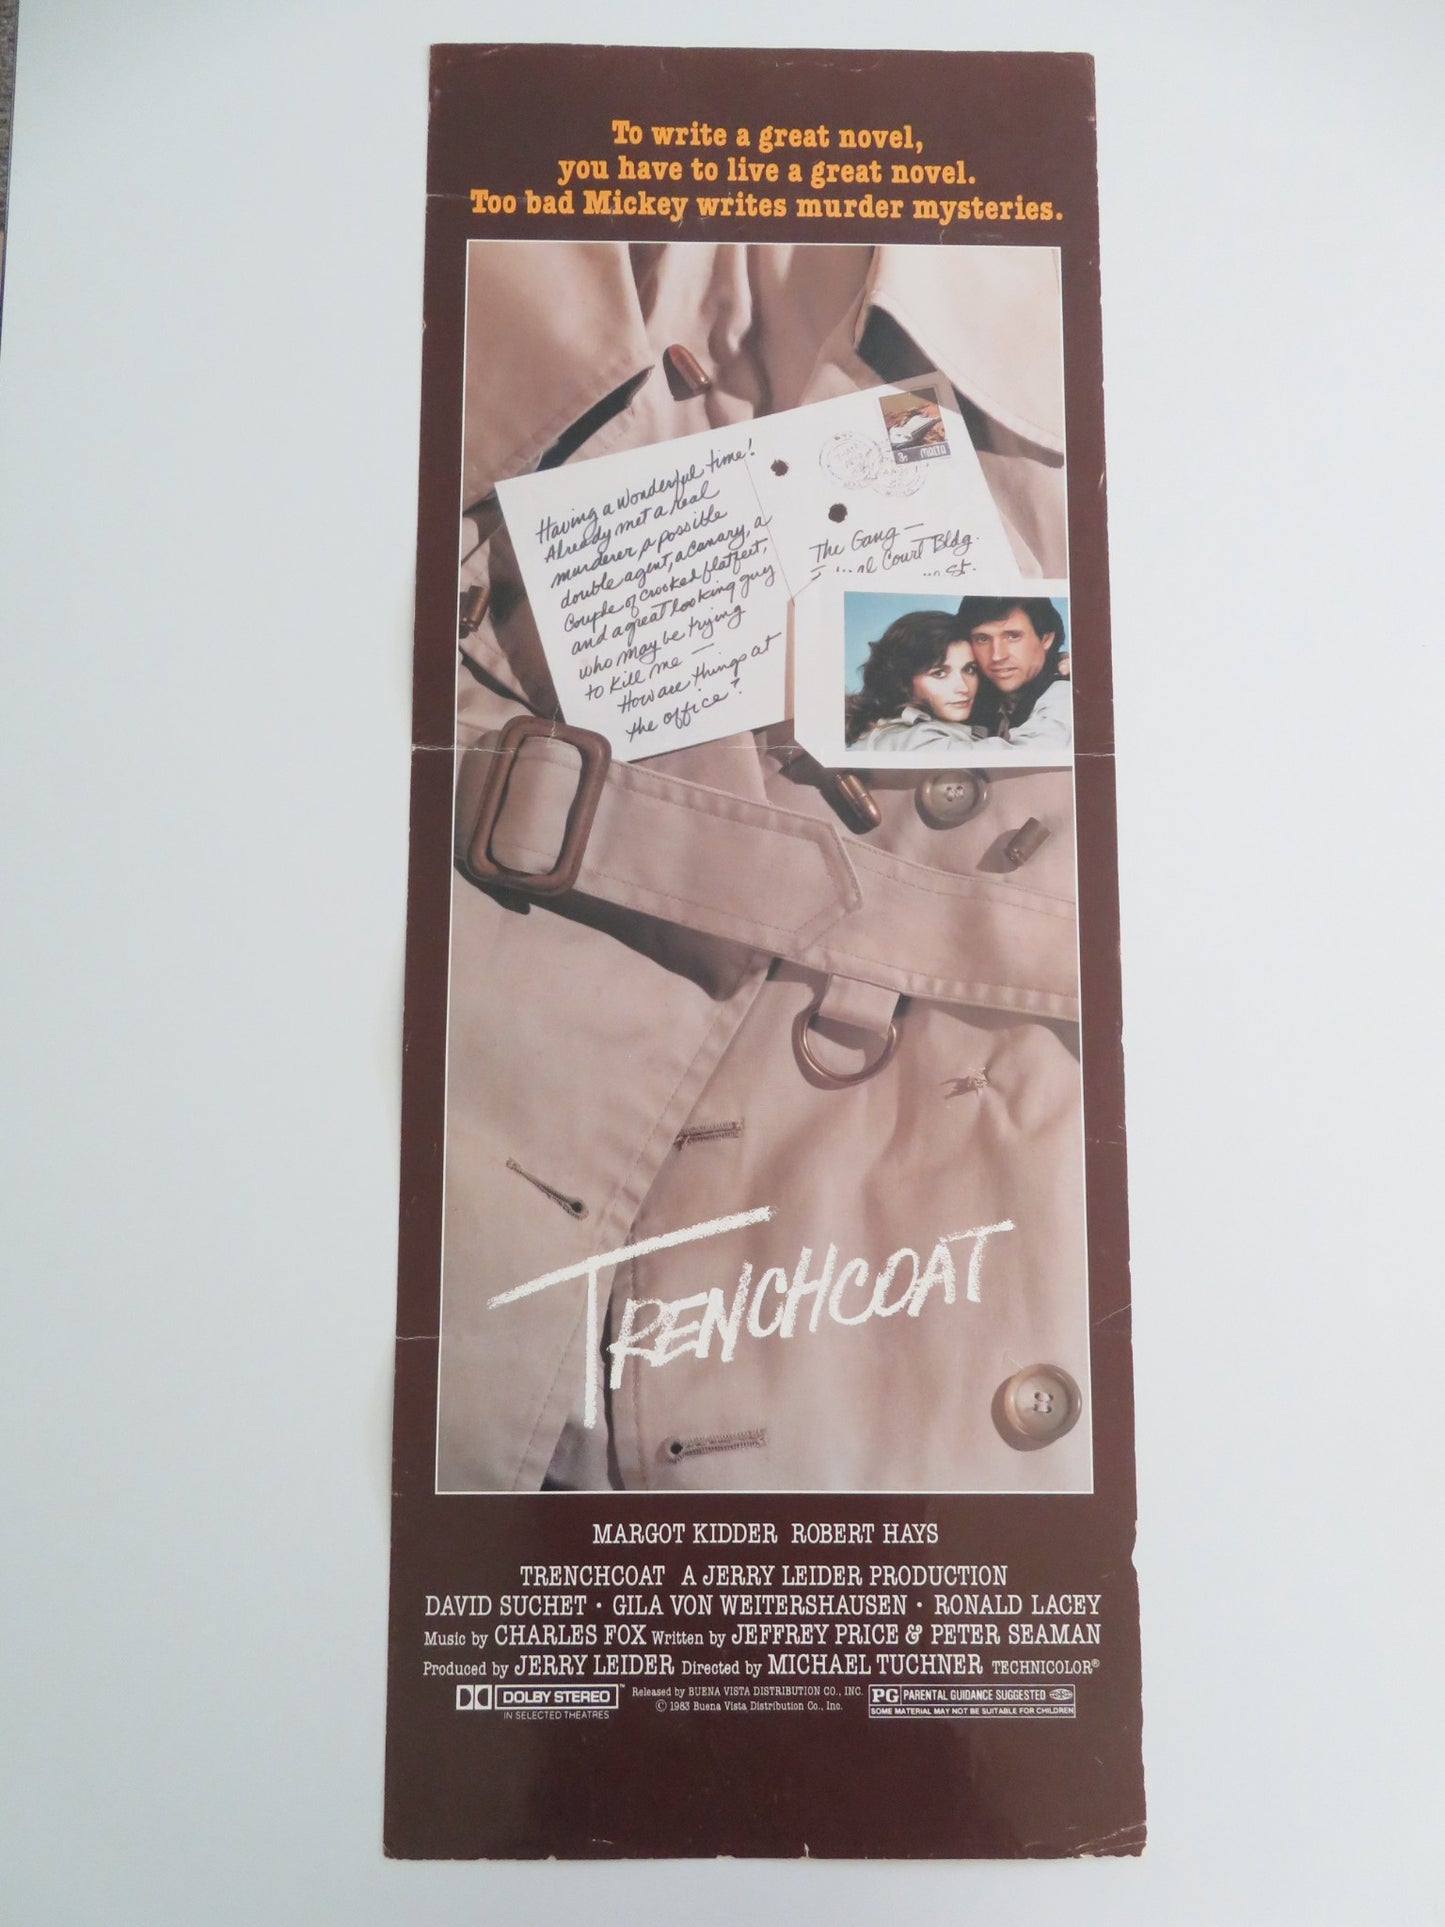 To write a great novel,
you have to live a great novel.
Too bad Mickey writes murder mysteries.
Having a wonderful time!
Already met a real
murderer, a possible
double agent, a canary, a
couple of crooked flatfeet,
and a great looking guy
who may be trying
to kill me —
How are things at
the office?
3c MALTA
The Gang —
Court Bldg.
St.
TRENCHCOAT
MARGOT KIDDER ROBERT HAYS
TRENCHCOAT A JERRY LEIDER PRODUCTION
DAVID SUCHET • GILA VON WEITERSHAUSEN • RONALD LACEY
Music by CHARLES FOX Written by JEFFREY PRICE & PETER SEAMAN
Produced by JERRY LEIDER Directed by MICHAEL TUCHNER TECHNICOLOR®
DOLBY STEREO
IN SELECTED THEATRES
Released by BUENA VISTA DISTRIBUTION CO., INC.
© 1983 Buena Vista Distribution Co., Inc.
PG PARENTAL GUIDANCE SUGGESTED
SOME MATERIAL MAY NOT BE SUITABLE FOR CHILDREN